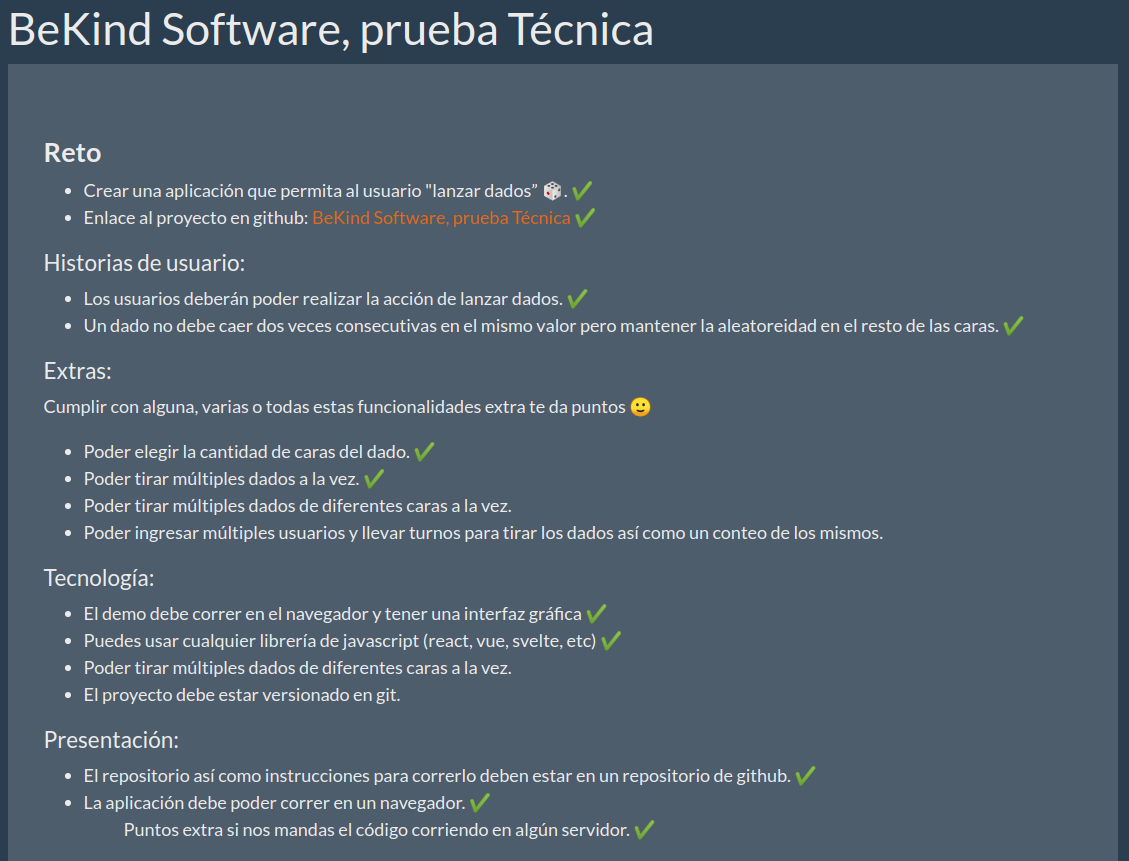 BeKind Software, prueba Técnica
Reto
• Crear una aplicación que permita al usuario "lanzar dados” 🎲. ✔
• Enlace al proyecto en github: BeKind Software, prueba Técnica ✔
Historias de usuario:
• Los usuarios deberán poder realizar la acción de lanzar dados. ✔
• Un dado no debe caer dos veces consecutivas en el mismo valor pero mantener la aleatoreidad en el resto de las caras. ✔
Extras:
Cumplir con alguna, varias o todas estas funcionalidades extra te da puntos 🙂
• Poder elegir la cantidad de caras del dado. ✔
• Poder tirar múltiples dados a la vez. ✔
• Poder tirar múltiples dados de diferentes caras a la vez.
• Poder ingresar múltiples usuarios y llevar turnos para tirar los dados así como un conteo de los mismos.
Tecnología:
• El demo debe correr en el navegador y tener una interfaz gráfica ✔
• Puedes usar cualquier librería de javascript (react, vue, svelte, etc) ✔
• Poder tirar múltiples dados de diferentes caras a la vez.
• El proyecto debe estar versionado en git.
Presentación:
• El repositorio así como instrucciones para correrlo deben estar en un repositorio de github. ✔
• La aplicación debe poder correr en un navegador. ✔
Puntos extra si nos mandas el código corriendo en algún servidor. ✔